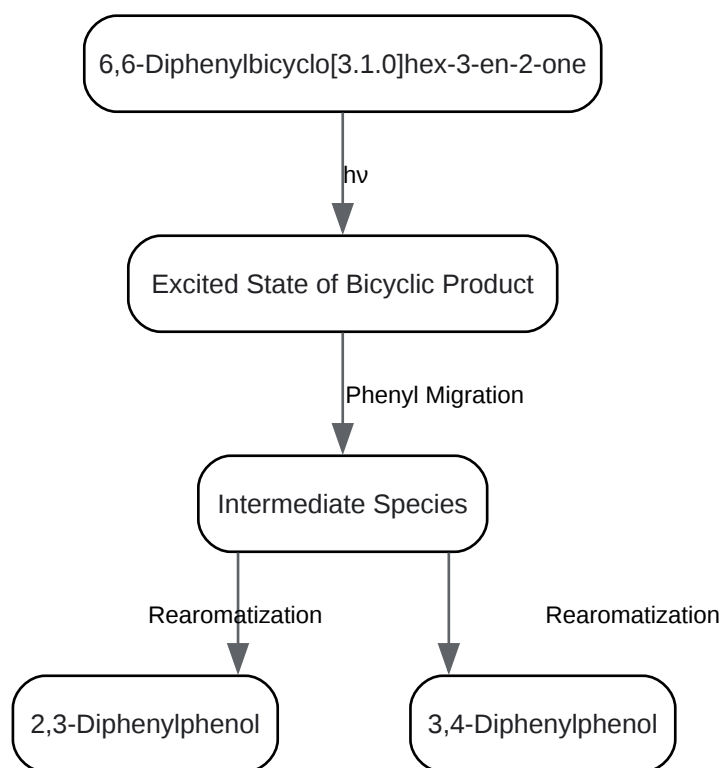 6,6-Diphenylbicyclo[3.1.0]hex-3-en-2-one
hν
Excited State of Bicyclic Product
Phenyl Migration
Intermediate Species
Rearomatization
Rearomatization
2,3-Diphenylphenol
3,4-Diphenylphenol